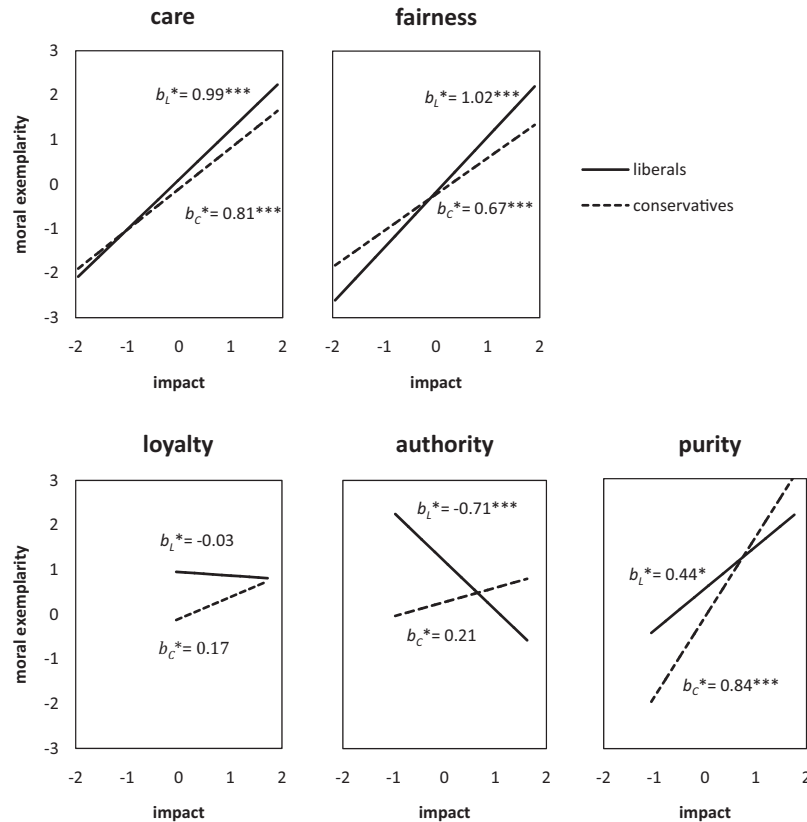 care
fairness
moral exemplarity
3
2
1
0
-1
-2
-3
b_L*= 0.99***
b_C*= 0.81***
-2 -1 0 1 2
impact
b_L*= 1.02***
b_C*= 0.67***
-2 -1 0 1 2
impact
liberals
conservatives
loyalty
authority
purity
moral exemplarity
3
2
1
0
-1
-2
-3
b_L*= -0.03
b_C*= 0.17
-2 -1 0 1 2
impact
b_L*= -0.71***
b_C*= 0.21
-2 -1 0 1 2
impact
b_L*= 0.44*
b_C*= 0.84***
-2 -1 0 1 2
impact